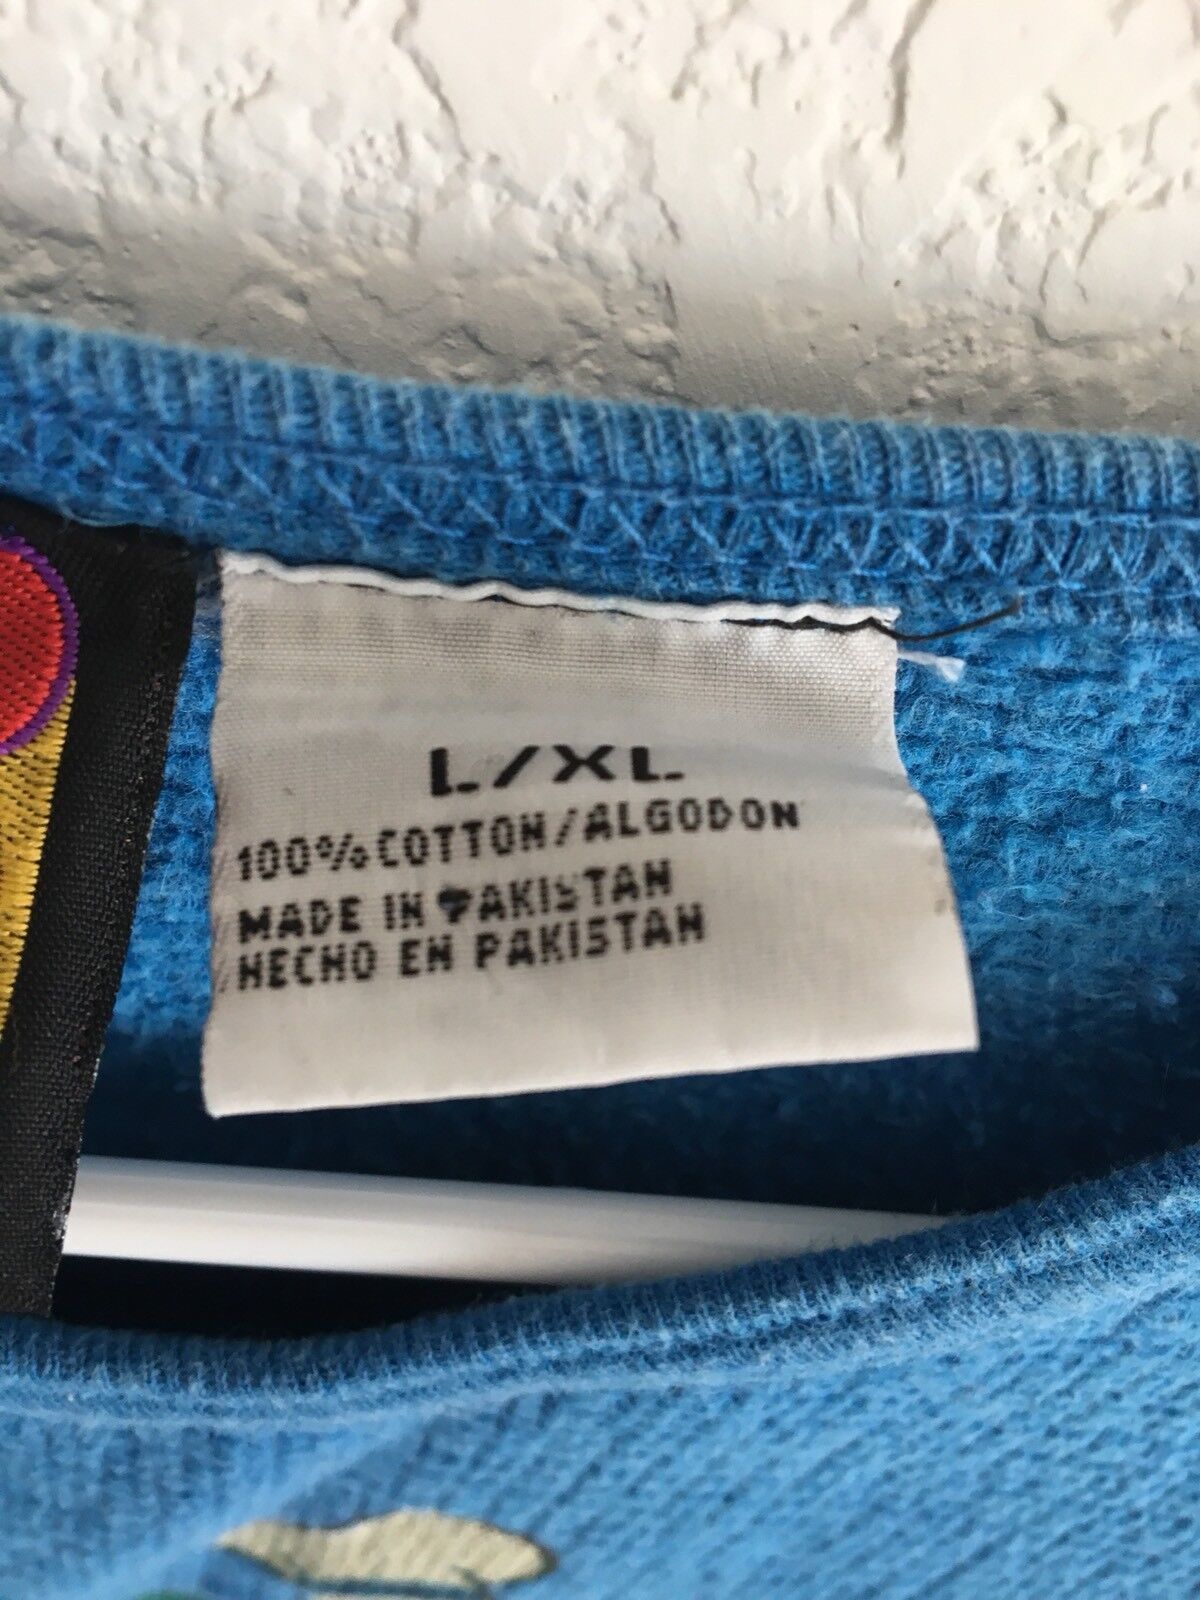 L/XL
100% COTTON/ALGODON
MADE IN PAKISTAN
HECHO EN PAKISTAN